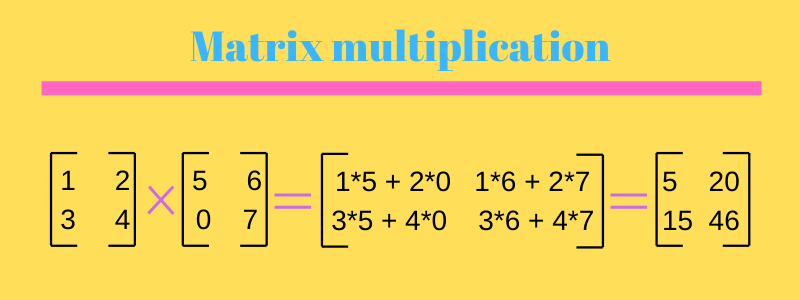 Matrix multiplication
1 2 × 5 6 = 1*5 + 2*0 1*6 + 2*7 = 5 20
3 4 0 7 3*5 + 4*0 3*6 + 4*7 15 46